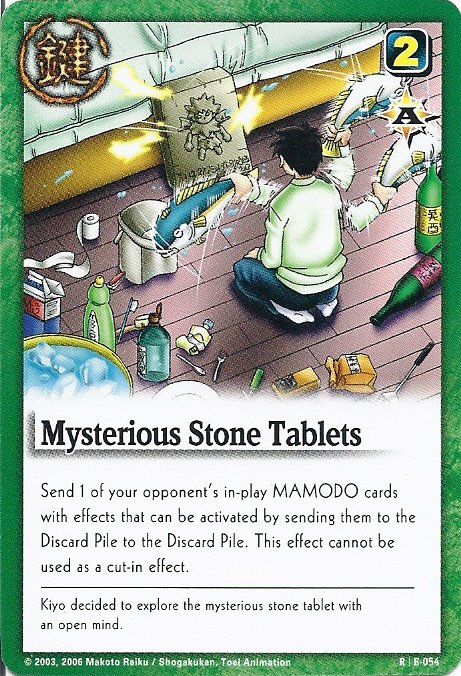 鍵
2
A
Mysterious Stone Tablets
Send 1 of your opponent's in-play MAMODO cards
with effects that can be activated by sending them to the
Discard Pile to the Discard Pile. This effect cannot be
used as a cut-in effect.
Kiyo decided to explore the mysterious stone tablet with
an open mind.
© 2003, 2006 Makoto Raiku / Shogakukan, Toei Animation
R | E-054